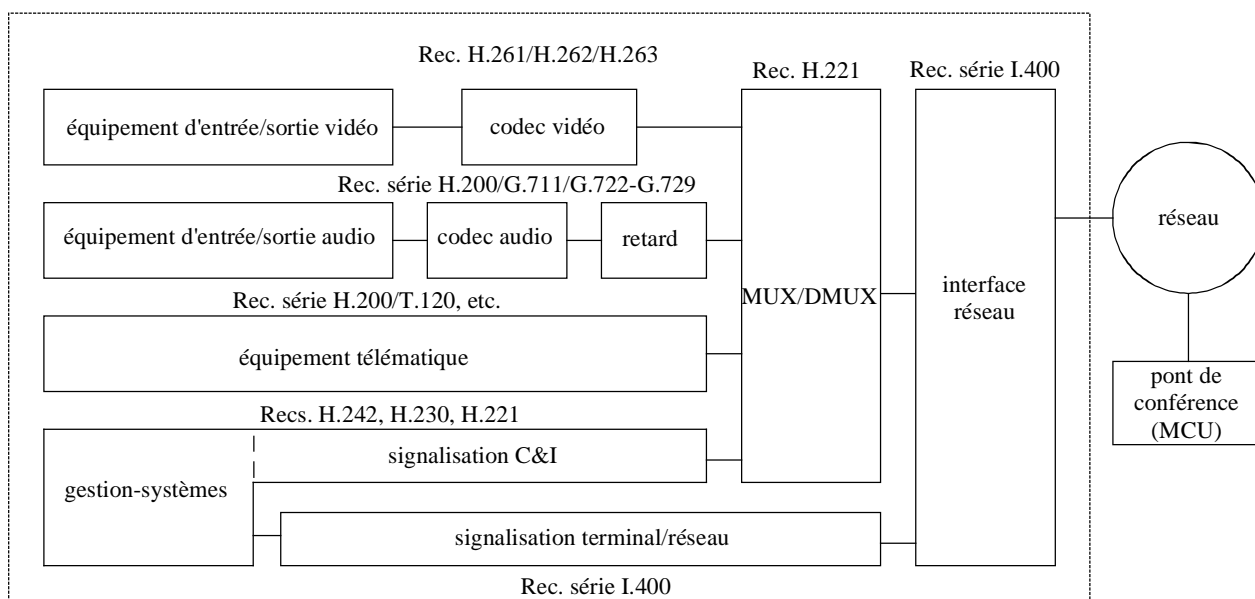 Rec. H.261/H.262/H.263
Rec. H.221
Rec. série I.400
équipement d'entrée/sortie vidéo
codec vidéo
Rec. série H.200/G.711/G.722-G.729
équipement d'entrée/sortie audio
codec audio
retard
réseau
MUX/DMUX
interface
réseau
Rec. série H.200/T.120, etc.
équipement télématique
pont de
conférence
(MCU)
Recs. H.242, H.230, H.221
signalisation C&I
gestion-systèmes
signalisation terminal/réseau
Rec. série I.400